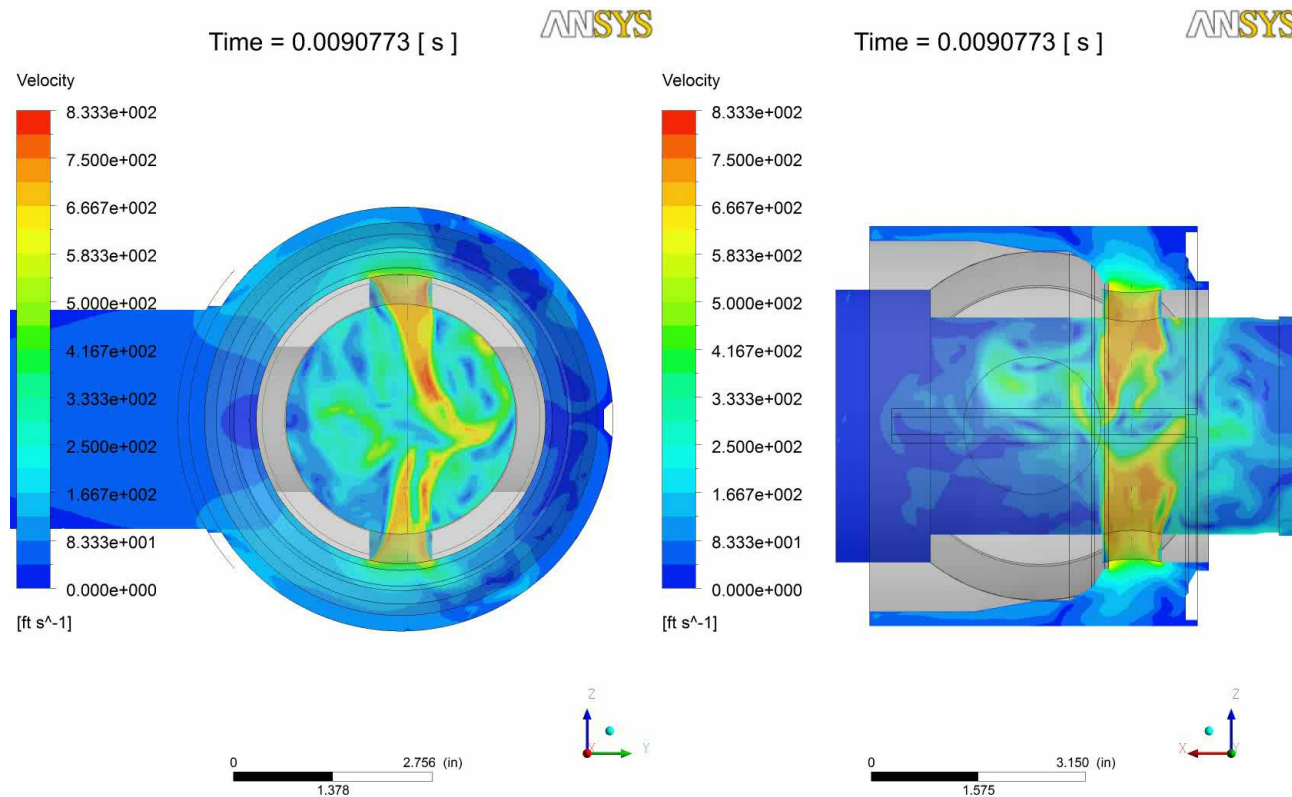 ANSYS
Time = 0.0090773 [ s ]
Velocity
8.333e+002
7.500e+002
6.667e+002
5.833e+002
5.000e+002
4.167e+002
3.333e+002
2.500e+002
1.667e+002
8.333e+001
0.000e+000
[ft s^-1]
Z
X
Y
0
2.756 (in)
1.378
ANSYS
Time = 0.0090773 [ s ]
Velocity
8.333e+002
7.500e+002
6.667e+002
5.833e+002
5.000e+002
4.167e+002
3.333e+002
2.500e+002
1.667e+002
8.333e+001
0.000e+000
[ft s^-1]
Z
X
Y
0
3.150 (in)
1.575